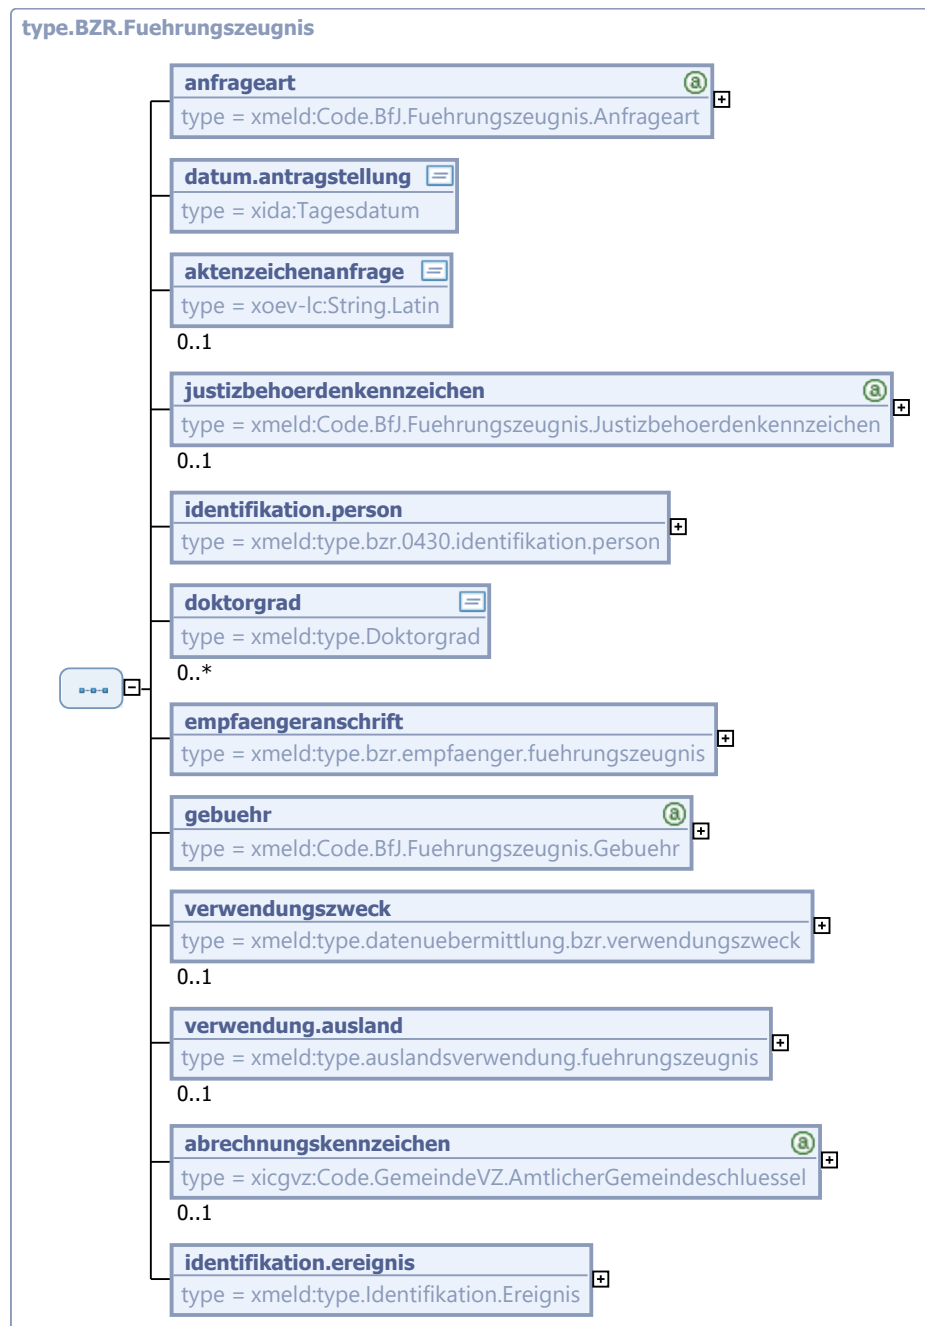 type.BZR.Fuehrungszeugnis
anfrageart
type = xmeld:Code.BfJ.Fuehrungszeugnis.Anfrageart
datum.antragstellung
type = xida:Tagesdatum
aktenzeichenanfrage
type = xoev-lc:String.Latin
0..1
justizbehoerdenkennzeichen
type = xmeld:Code.BfJ.Fuehrungszeugnis.Justizbehoerdenkennzeichen
0..1
identifikation.person
type = xmeld:type.bzr.0430.identifikation.person
doktorgrad
type = xmeld:type.Doktorgrad
0..*
empfaengeranschrift
type = xmeld:type.bzr.empfaenger.fuehrungszeugnis
gebuehr
type = xmeld:Code.BfJ.Fuehrungszeugnis.Gebuehr
verwendungszweck
type = xmeld:type.datenuebermittlung.bzr.verwendungszweck
0..1
verwendung.ausland
type = xmeld:type.auslandsverwendung.fuehrungszeugnis
0..1
abrechnungskennzeichen
type = xicgvz:Code.GemeindeVZ.AmtlicherGemeindeschluessel
0..1
identifikation.ereignis
type = xmeld:type.Identifikation.Ereignis